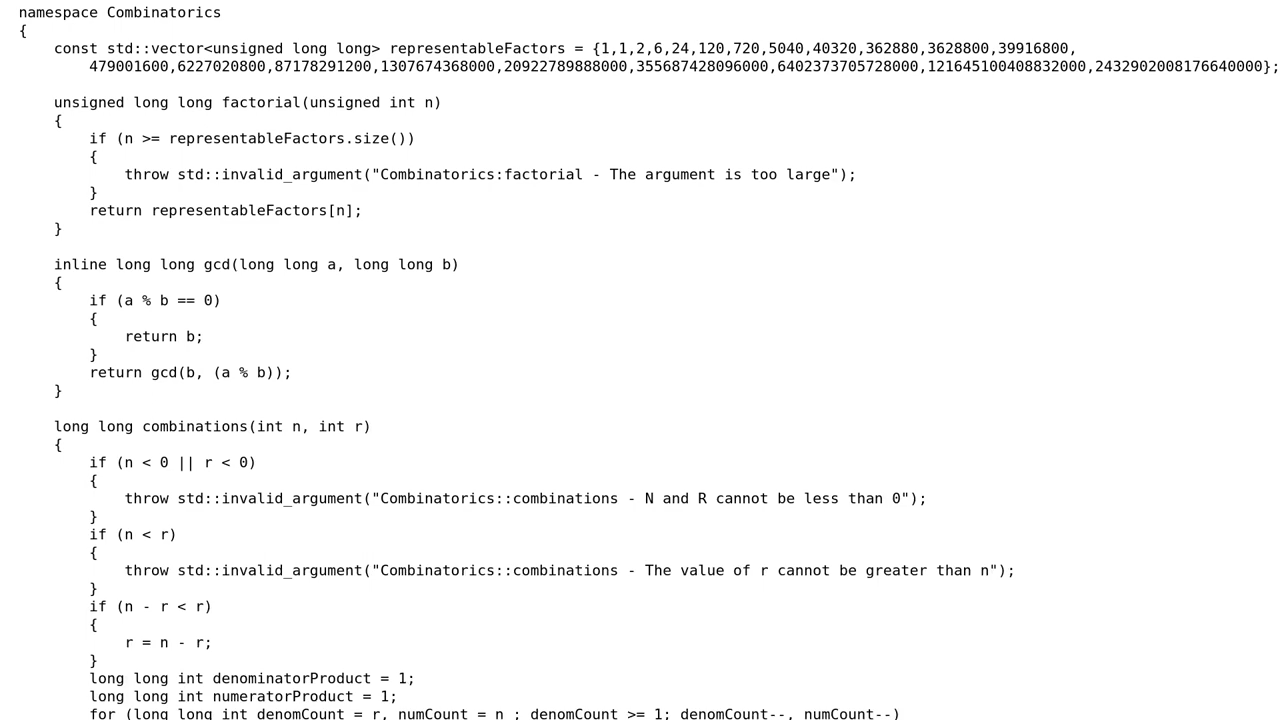 namespace Combinatorics
{
    const std::vector<unsigned long long> representableFactors = {1,1,2,6,24,120,720,5040,40320,362880,3628800,39916800,
        479001600,6227020800,87178291200,1307674368000,20922789888000,355687428096000,6402373705728000,121645100408832000,2432902008176640000};

    unsigned long long factorial(unsigned int n)
    {
        if (n >= representableFactors.size())
        {
            throw std::invalid_argument("Combinatorics:factorial - The argument is too large");
        }
        return representableFactors[n];
    }

    inline long long gcd(long long a, long long b)
    {
        if (a % b == 0)
        {
            return b;
        }
        return gcd(b, (a % b));
    }

    long long combinations(int n, int r)
    {
        if (n < 0 || r < 0)
        {
            throw std::invalid_argument("Combinatorics::combinations - N and R cannot be less than 0");
        }
        if (n < r)
        {
            throw std::invalid_argument("Combinatorics::combinations - The value of r cannot be greater than n");
        }
        if (n - r < r)
        {
            r = n - r;
        }
        long long int denominatorProduct = 1;
        long long int numeratorProduct = 1;
        for (long long int denomCount = r, numCount = n ; denomCount >= 1; denomCount--, numCount--)